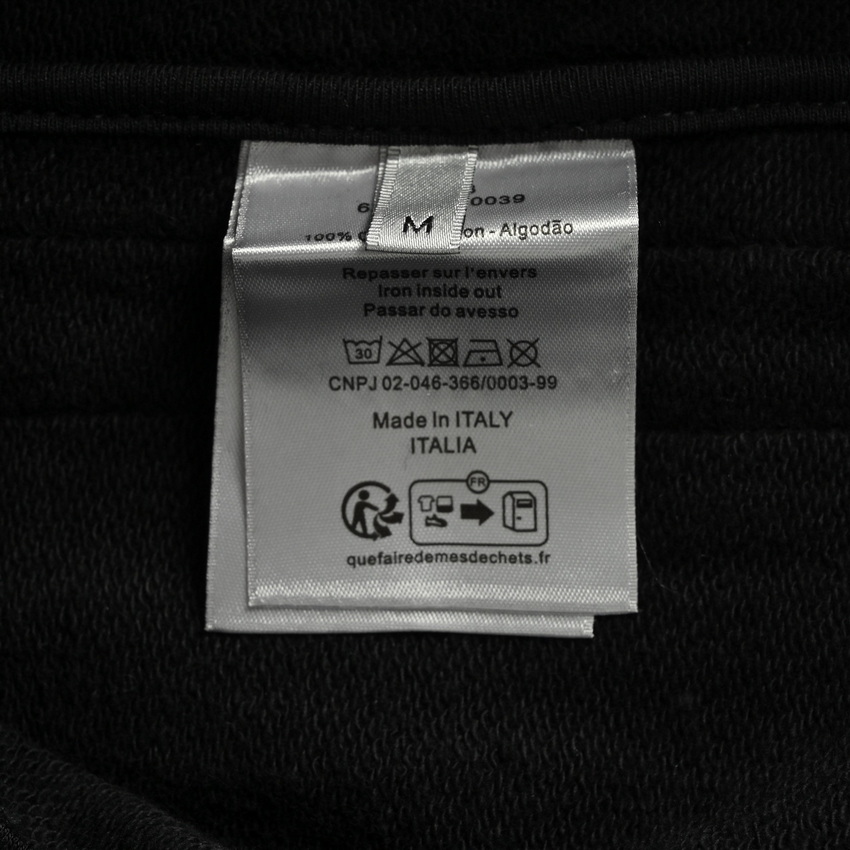 M
0039
100% on - Algodão
Repasser sur l'envers
Iron inside out
Passar do avesso
30
CNPJ 02-046-366/0003-99
Made In ITALY
ITALIA
FR
quefairedemesdechets.fr